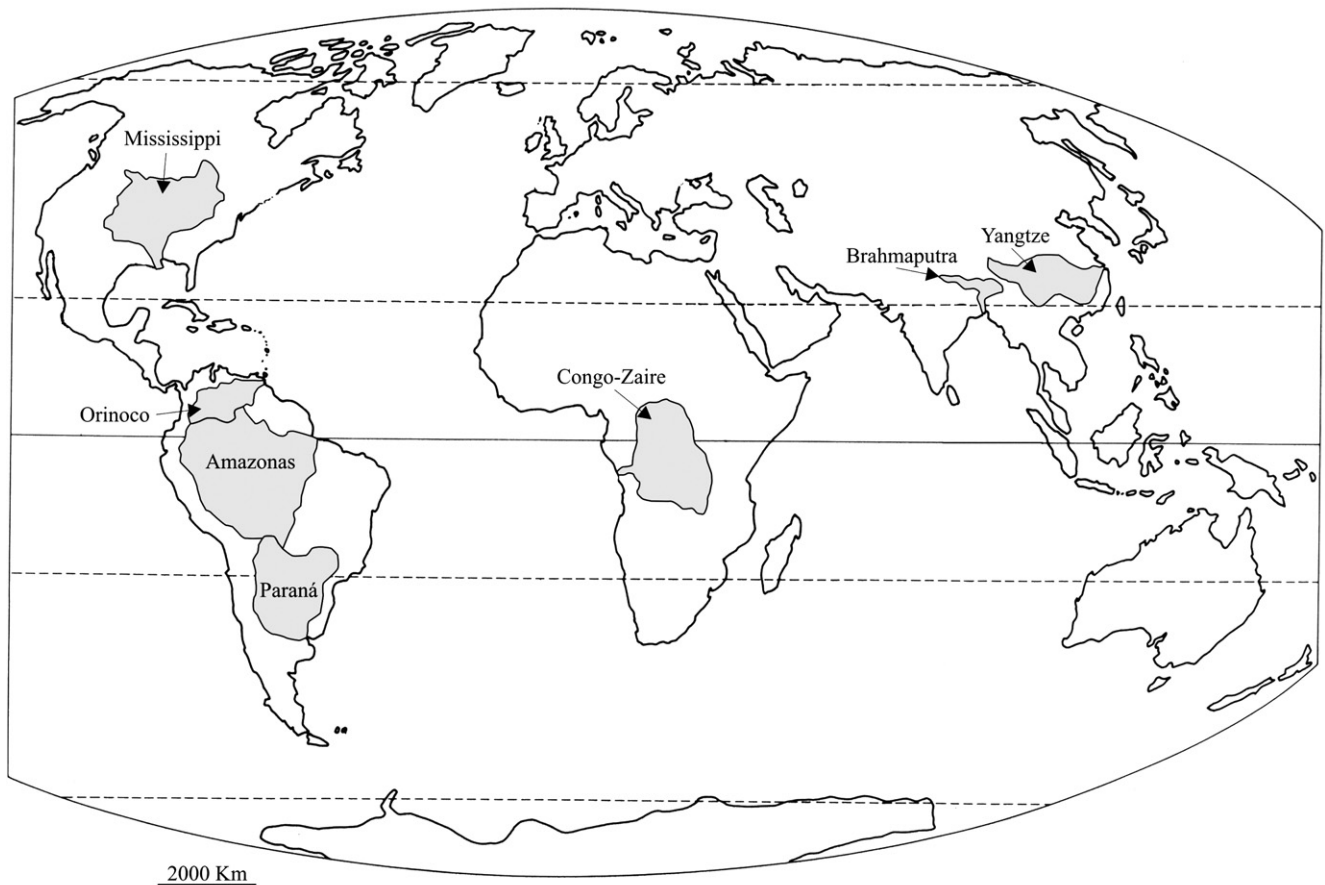 Mississippi
Yangtze
Brahmaputra
Congo-Zaire
Orinoco
Amazonas
Paraná
2000 Km